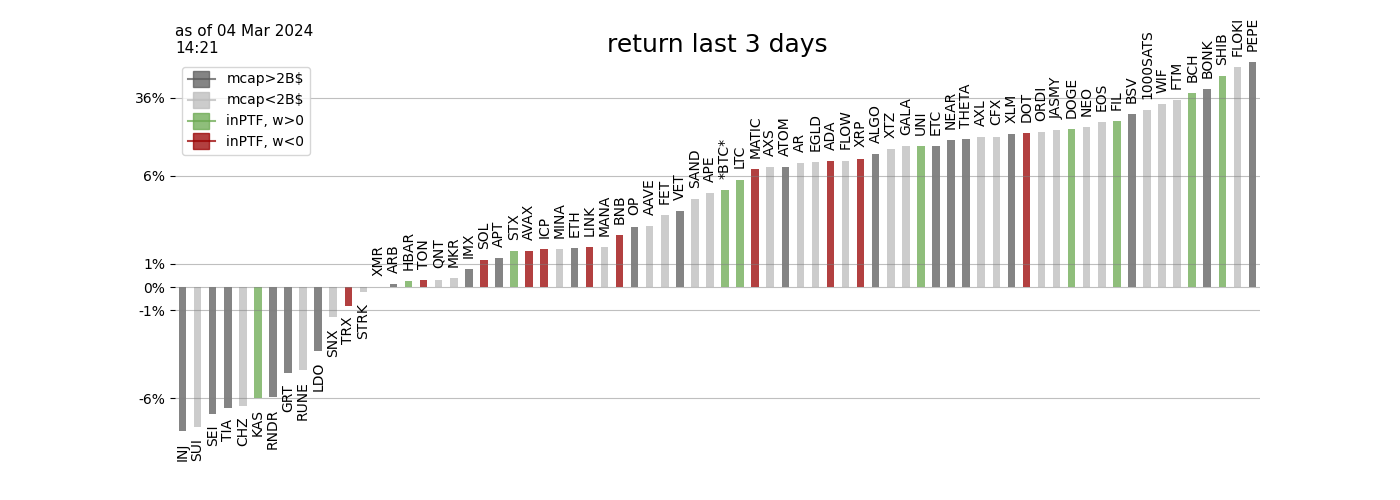 as of 04 Mar 2024
14:21
return last 3 days
mcap>2B$
mcap<2B$
inPTF, w>0
inPTF, w<0
36%
6%
1%
0%
-1%
-6%
INJ
SUI
SEI
TIA
CHZ
KAS
RNDR
GRT
RUNE
LDO
SNX
TRX
STRK
XMR
ARB
HBAR
TON
QNT
MKR
IMX
SOL
APT
STX
AVAX
ICP
MINA
ETH
LINK
MANA
BNB
OP
AAVE
FET
VET
SAND
APE
*BTC*
LTC
MATIC
AXS
ATOM
AR
EGLD
ADA
FLOW
XRP
ALGO
XTZ
GALA
UNI
ETC
NEAR
THETA
AXL
CFX
XLM
DOT
ORDI
JASMY
DOGE
NEO
EOS
FIL
BSV
1000SATS
WIF
FTM
BCH
BONK
SHIB
FLOKI
PEPE